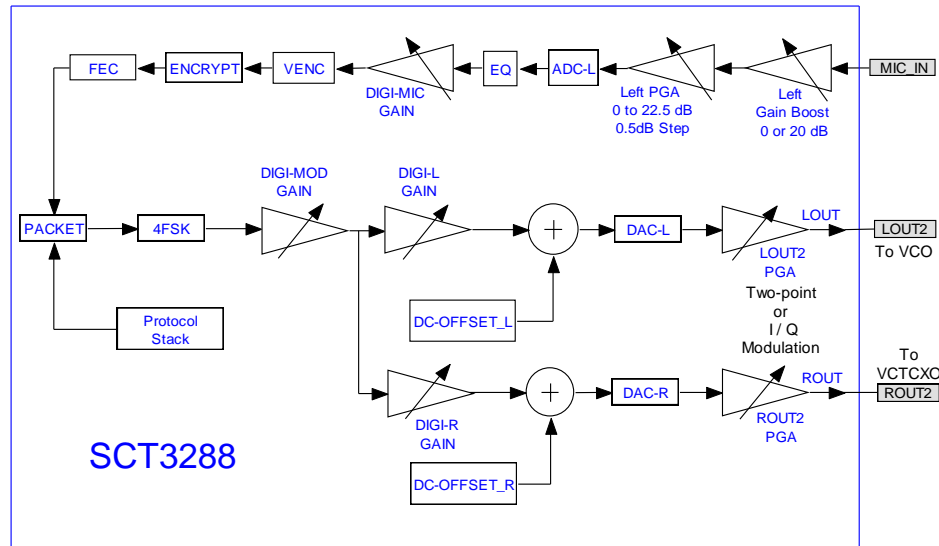 FEC
ENCRYPT
VENC
DIGI-MIC
GAIN
EQ
ADC-L
Left PGA
0 to 22.5 dB
0.5dB Step
Left
Gain Boost
0 or 20 dB
MIC_IN
PACKET
4FSK
DIGI-MOD
GAIN
DIGI-L
GAIN
DAC-L
LOUT
LOUT2
PGA
LOUT2
To VCO
Protocol
Stack
DC-OFFSET_L
Two-point
or
I / Q
Modulation
DIGI-R
GAIN
DAC-R
ROUT
ROUT2
PGA
To
VCTCXO
ROUT2
DC-OFFSET_R
SCT3288